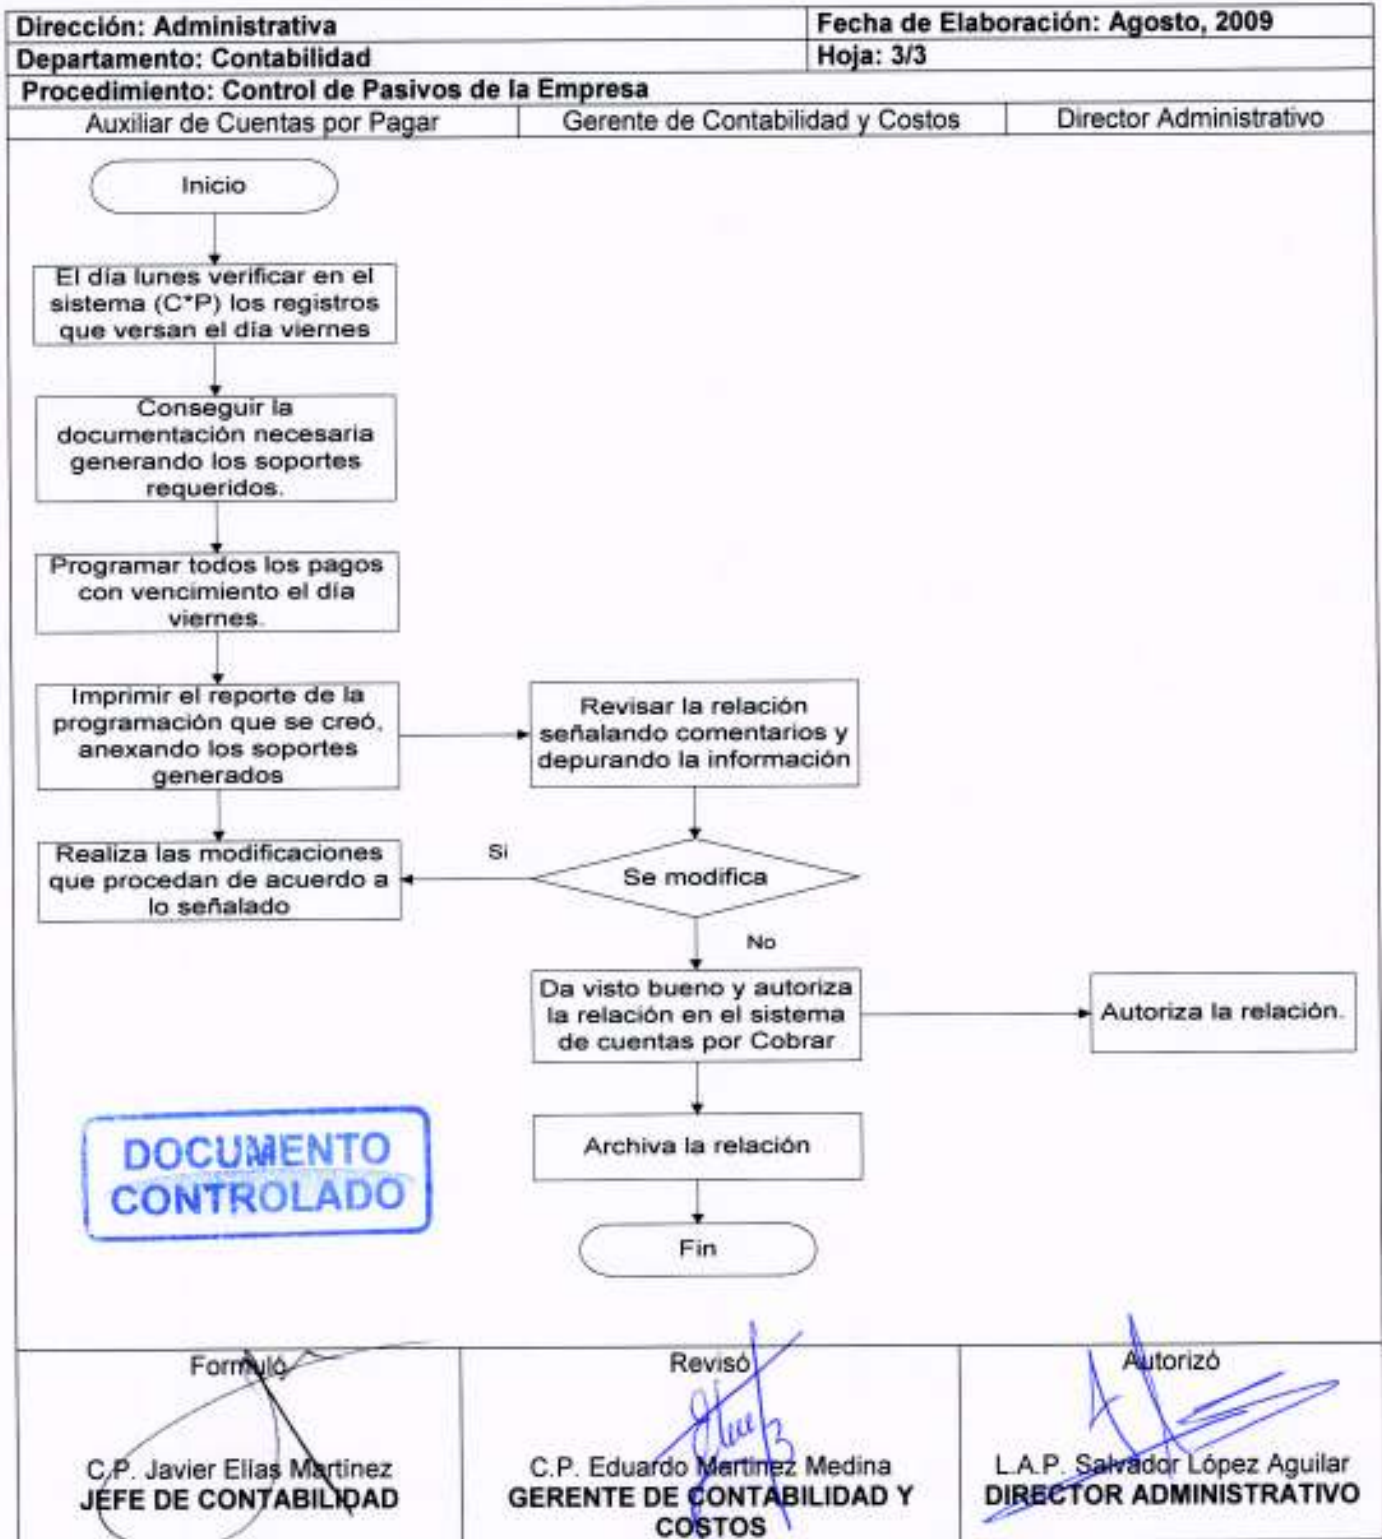 Dirección: Administrativa
Fecha de Elaboración: Agosto, 2009
Departamento: Contabilidad
Hoja: 3/3
Procedimiento: Control de Pasivos de la Empresa
Auxiliar de Cuentas por Pagar
Gerente de Contabilidad y Costos
Director Administrativo
Inicio
El día lunes verificar en el
sistema (C*P) los registros
que versan el día viernes
Conseguir la
documentación necesaria
generando los soportes
requeridos.
Programar todos los pagos
con vencimiento el día
viernes.
Imprimir el reporte de la
programación que se creó,
anexando los soportes
generados
Revisar la relación
señalando comentarios y
depurando la información
Realiza las modificaciones
que procedan de acuerdo a
lo señalado
Si
Se modifica
No
Da visto bueno y autoriza
la relación en el sistema
de cuentas por Cobrar
Autoriza la relación.
Archiva la relación
Fin
DOCUMENTO
CONTROLADO
Formuló
C.P. Javier Elias Martinez
JEFE DE CONTABILIDAD
Revisó
C.P. Eduardo Martinez Medina
GERENTE DE CONTABILIDAD Y
COSTOS
Autorizó
L.A.P. Salvador López Aguilar
DIRECTOR ADMINISTRATIVO